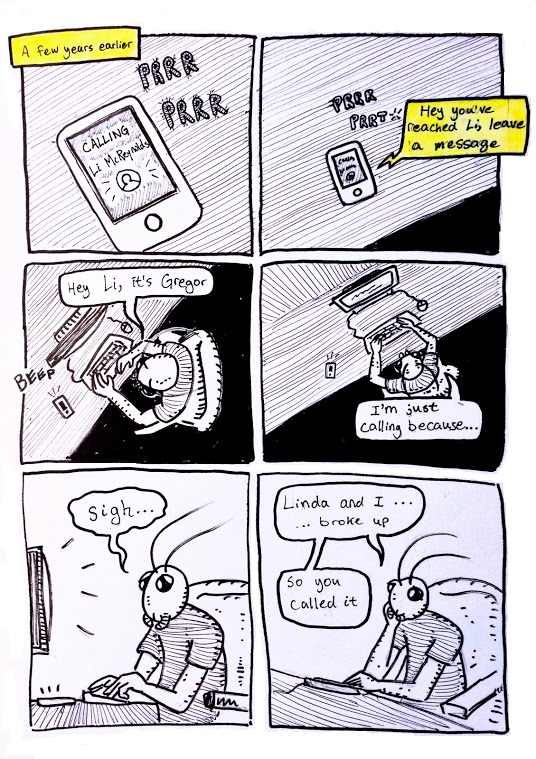 A few years earlier
PRRR
PRRR
CALLING
Li McReynolds
PRRR
PRRT
Hey you've
reached Li, leave
a message
Hey Li, it's Gregor
BEEP
I'm just
calling because...
Sigh...
Linda and I ...
... broke up
So you
called it